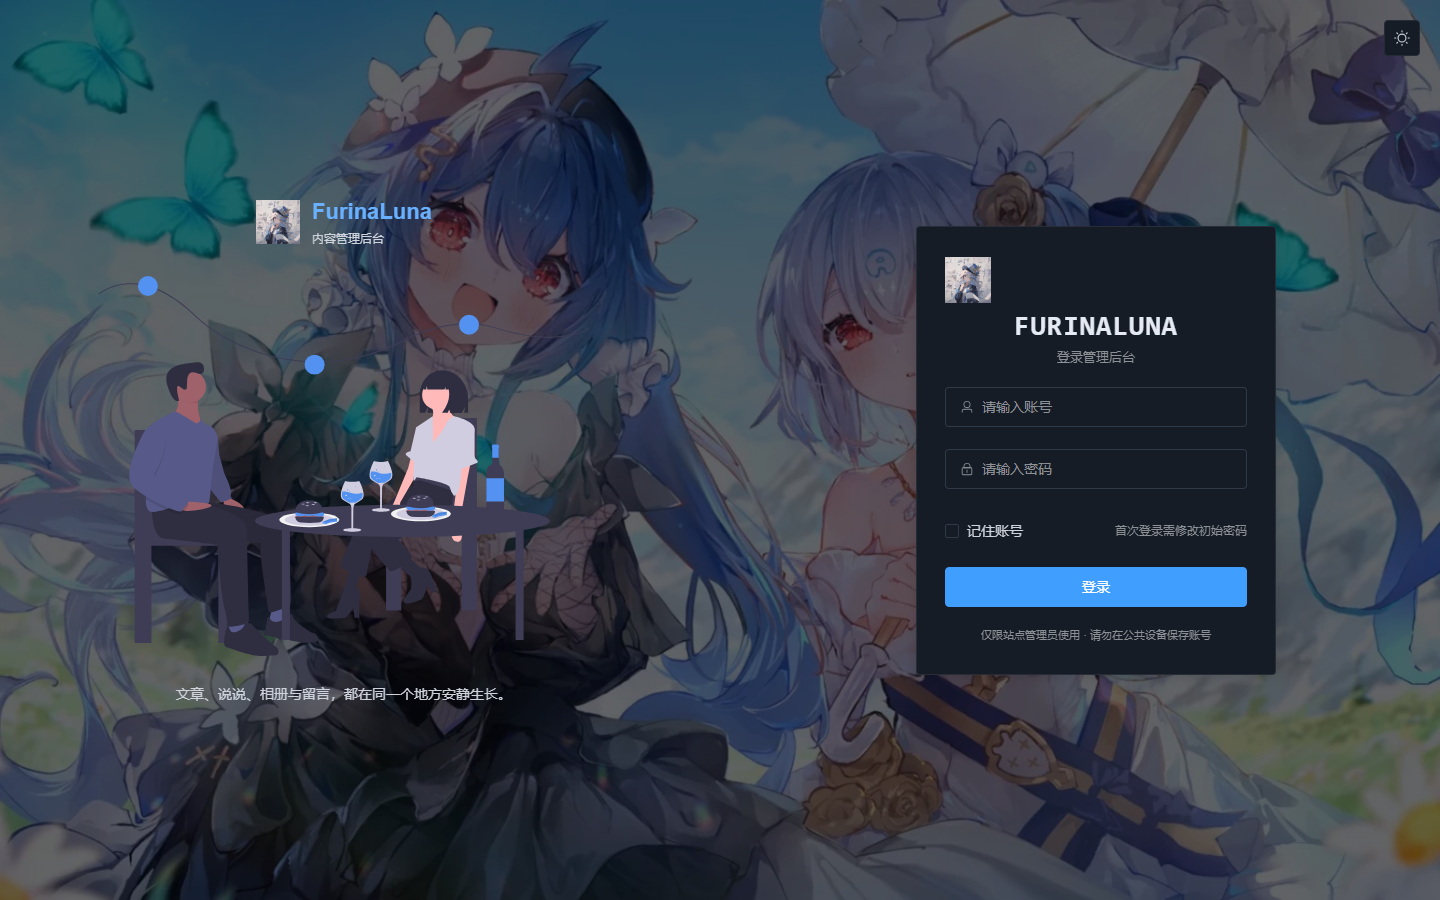 FurinaLuna
内容管理后台
文章、说说、相册与留言，都在同一个地方安静生长。
FURINALUNA
登录管理后台
请输入账号
请输入密码
记住账号
首次登录需修改初始密码
登录
仅限站点管理员使用 · 请勿在公共设备保存账号